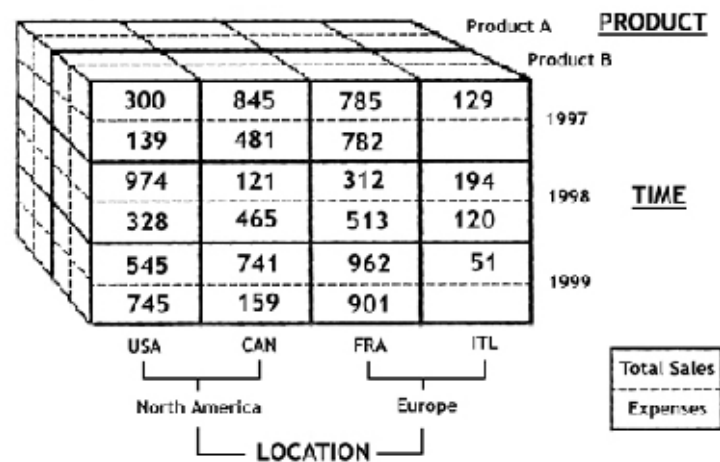 Product A PRODUCT
Product B
300 845 785 129
1997
139 481 782
974 121 312 194
1998 TIME
328 465 513 120
545 741 962 51
1999
745 159 901
USA CAN FRA ITL
Total Sales
North America Europe
Expenses
LOCATION